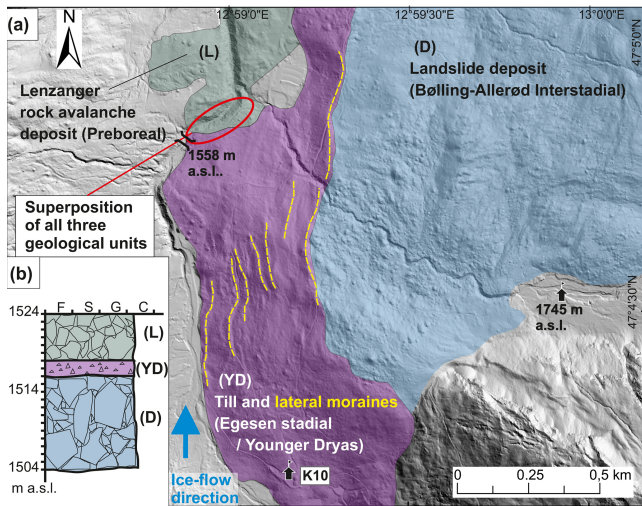 (a)
12°59'0"E
12°59'30"E
13°0'0"E
N
(L)
(D)
Landslide deposit
(Bølling-Allerød Interstadial)
47°5'0"N
Lenzanger
rock avalanche
deposit (Preboreal)
1558 m
a.s.l..
Superposition
of all three
geological units
(b)
F S G C
1524
(L)
(YD)
1514
(D)
1504
m a.s.l.
47°4'30"N
1745 m
a.s.l.
(YD)
Till and lateral moraines
(Egesen stadial
/ Younger Dryas)
K10
Ice-flow
direction
0 0.25 0.5 km